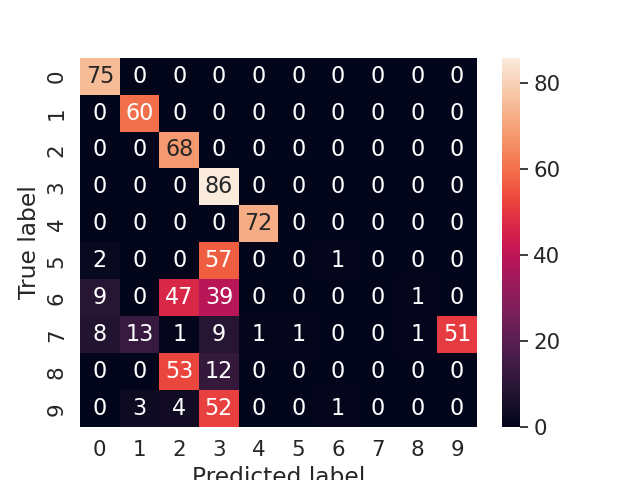 0 75 0 0 0 0 0 0 0 0 0
1 0 60 0 0 0 0 0 0 0 0
2 0 0 68 0 0 0 0 0 0 0
3 0 0 0 86 0 0 0 0 0 0
4 0 0 0 0 72 0 0 0 0 0
5 2 0 0 57 0 0 1 0 0 0
6 9 0 47 39 0 0 0 0 1 0
7 8 13 1 9 1 1 0 0 1 51
8 0 0 53 12 0 0 0 0 0 0
9 0 3 4 52 0 0 1 0 0 0
0 1 2 3 4 5 6 7 8 9
Predicted label
True label
80
60
40
20
0